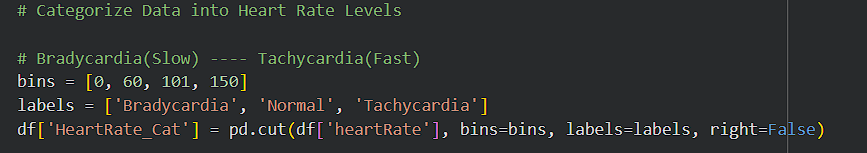 # Categorize Data into Heart Rate Levels
# Bradycardia(Slow) ---- Tachycardia(Fast)
bins = [0, 60, 101, 150]
labels = ['Bradycardia', 'Normal', 'Tachycardia']
df['HeartRate_Cat'] = pd.cut(df['heartRate'], bins=bins, labels=labels, right=False)